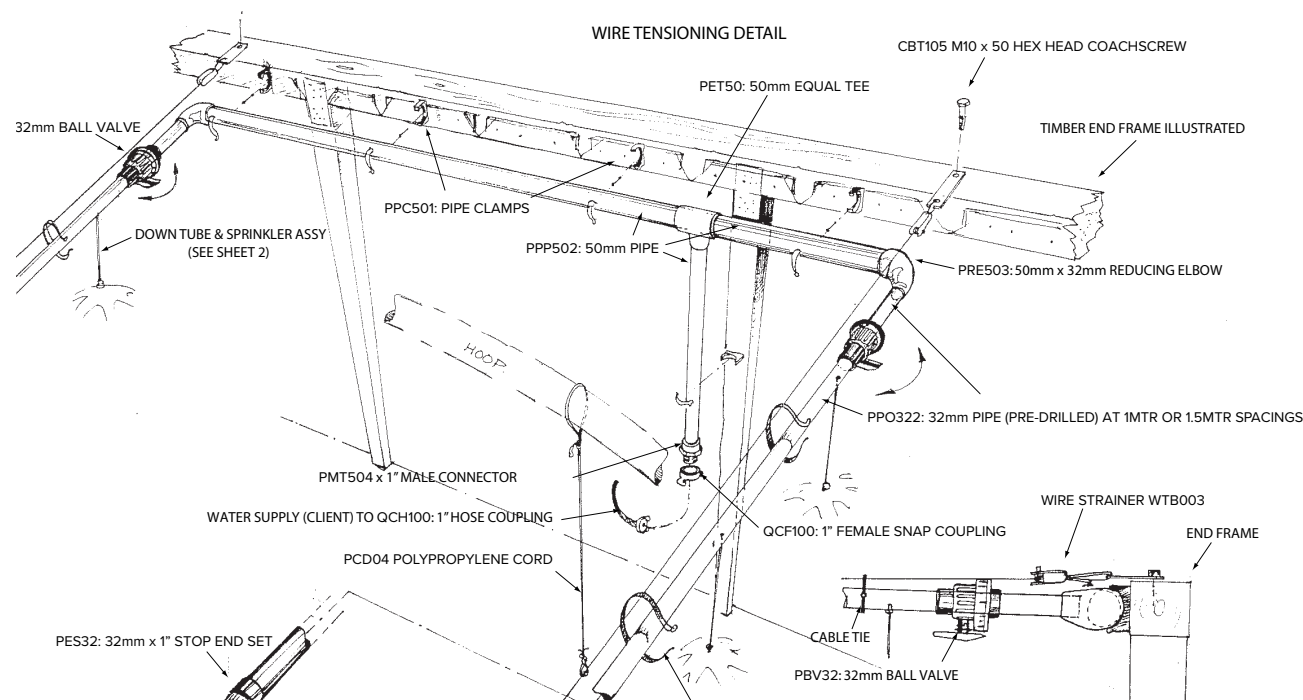 WIRE TENSIONING DETAIL
CBT105 M10 x 50 HEX HEAD COACHSCREW
PET50: 50mm EQUAL TEE
32mm BALL VALVE
TIMBER END FRAME ILLUSTRATED
PPC501: PIPE CLAMPS
DOWN TUBE & SPRINKLER ASSY
(SEE SHEET 2)
PPP502: 50mm PIPE
PRE503: 50mm x 32mm REDUCING ELBOW
HOOP
PPO322: 32mm PIPE (PRE-DRILLED) AT 1MTR OR 1.5MTR SPACINGS
PMT504 x 1" MALE CONNECTOR
WIRE STRAINER WTB003
WATER SUPPLY (CLIENT) TO QCH100: 1" HOSE COUPLING
QCF100: 1" FEMALE SNAP COUPLING
END FRAME
PCD04 POLYPROPYLENE CORD
CABLE TIE
PES32: 32mm x 1" STOP END SET
PBV32: 32mm BALL VALVE